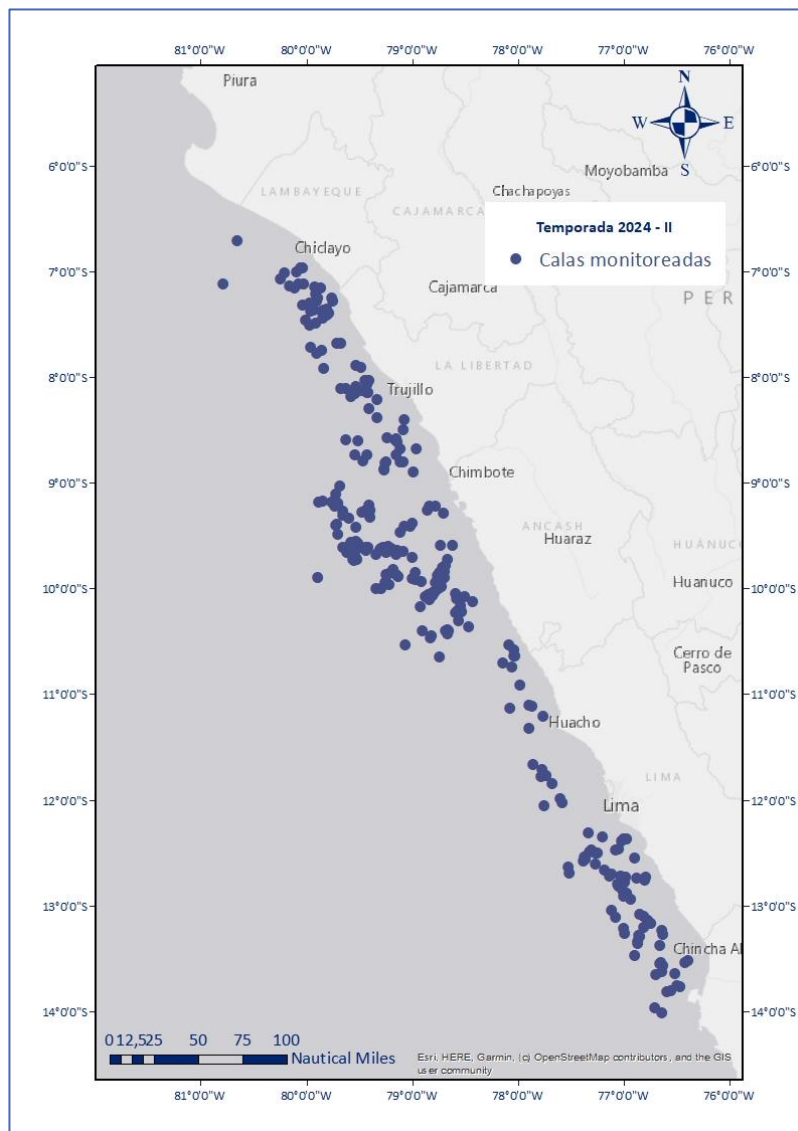 81°0'0"W 80°0'0"W 79°0'0"W 78°0'0"W 77°0'0"W 76°0'0"W
Piura
N
W E
S
6°0'0"S 6°0'0"S
Moyobamba
LAMBAYEQUE
Chachapoyas
CAJAMARCA
Temporada 2024 - II
Calas monitoreadas
Chiclayo
7°0'0"S 7°0'0"S
Cajamarca
PER
LA LIBERTAD
8°0'0"S 8°0'0"S
Trujillo
Chimbote
9°0'0"S 9°0'0"S
ANCASH
Huaraz
HUÁNUCO
Huanuco
10°0'0"S 10°0'0"S
Cerro de
Pasco
11°0'0"S 11°0'0"S
Huacho
LIMA
12°0'0"S 12°0'0"S
Lima
13°0'0"S 13°0'0"S
Chincha Al
14°0'0"S 14°0'0"S
0 12,525 50 75 100
Nautical Miles
Esri, HERE, Garmin, (c) OpenStreetMap contributors, and the GIS
user community
81°0'0"W 80°0'0"W 79°0'0"W 78°0'0"W 77°0'0"W 76°0'0"W